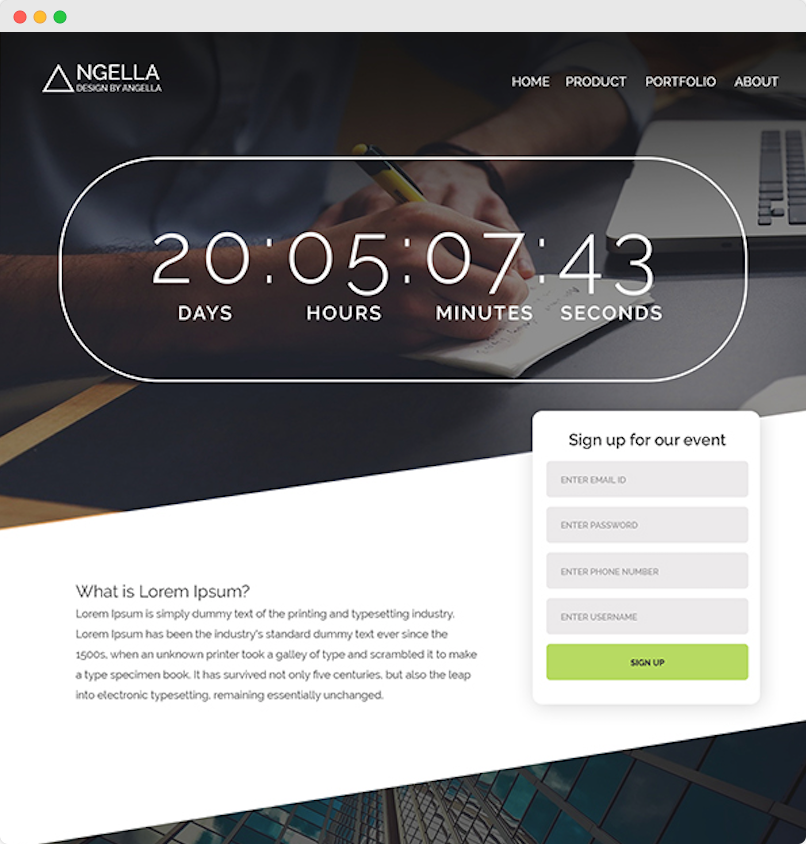 NGELLA
DESIGN BY ANGELLA
HOME PRODUCT PORTFOLIO ABOUT
20:05:07:43
DAYS HOURS MINUTES SECONDS
Sign up for our event
ENTER EMAIL ID
ENTER PASSWORD
ENTER PHONE NUMBER
ENTER USERNAME
SIGN UP
What is Lorem Ipsum?
Lorem Ipsum is simply dummy text of the printing and typesetting industry.
Lorem Ipsum has been the industry's standard dummy text ever since the
1500s, when an unknown printer took a galley of type and scrambled it to make
a type specimen book. It has survived not only five centuries, but also the leap
into electronic typesetting, remaining essentially unchanged.